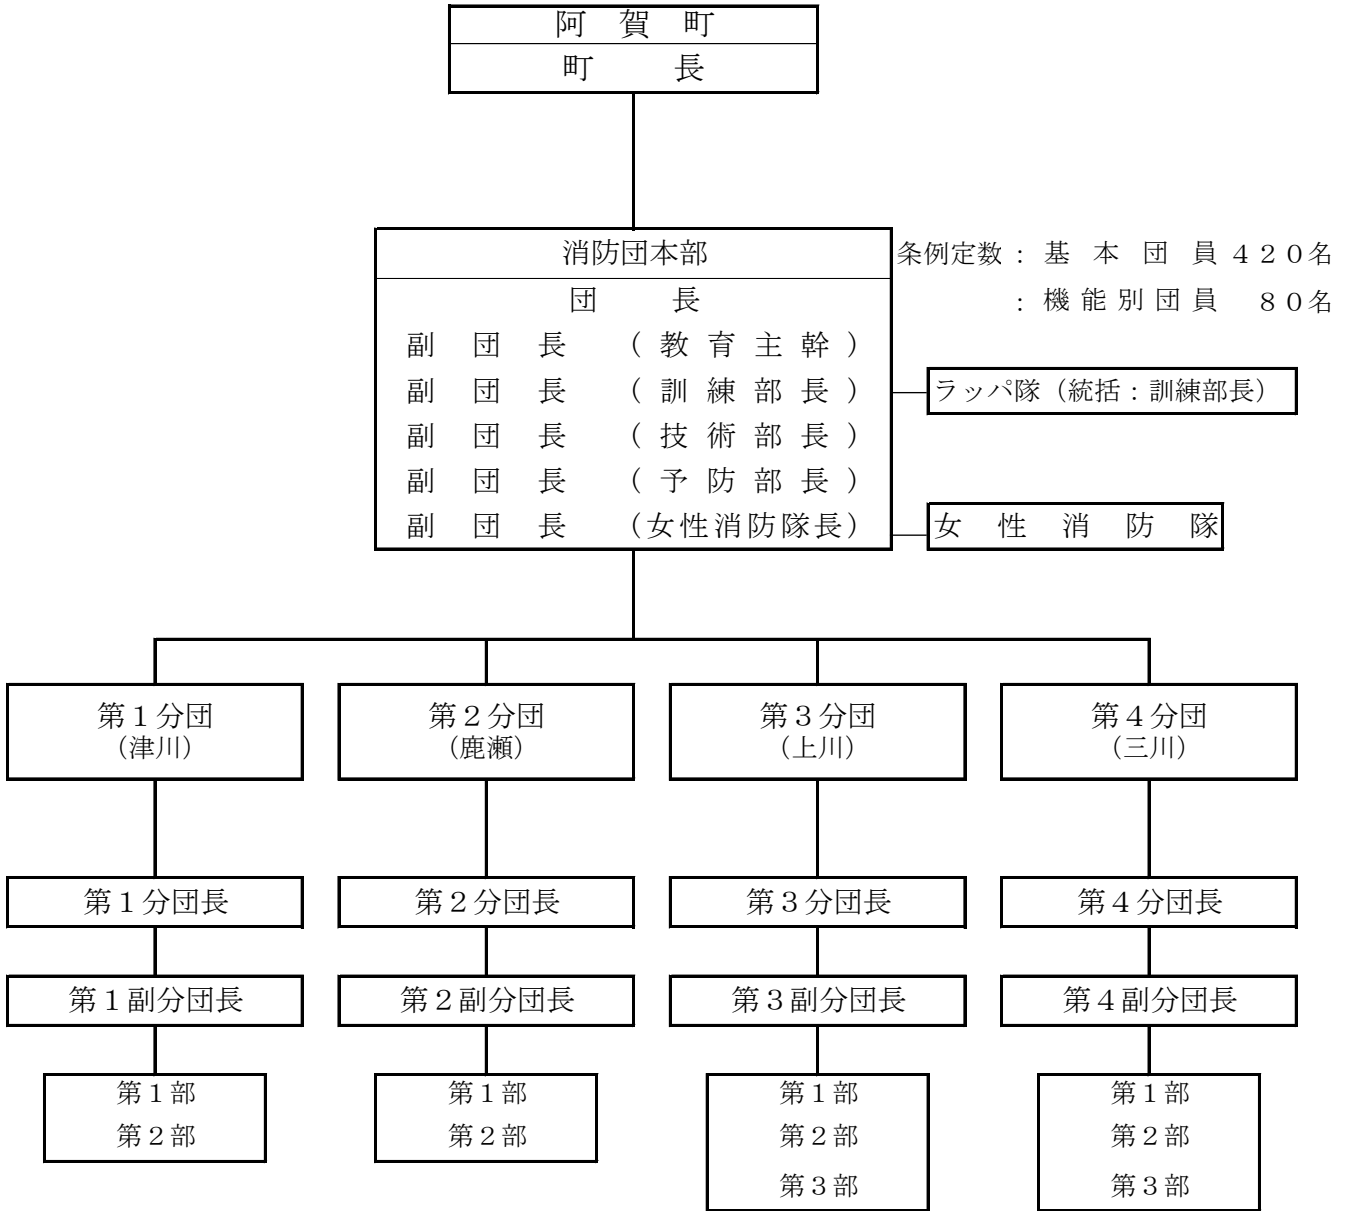 阿賀町
町長
消防団本部
団長
副団長（教育主幹）
副団長（訓練部長）
副団長（技術部長）
副団長（予防部長）
副団長（女性消防隊長）
条例定数：基本団員４２０名
：機能別団員　８０名
ラッパ隊（統括：訓練部長）
女性消防隊
第１分団
（津川）
第２分団
（鹿瀬）
第３分団
（上川）
第４分団
（三川）
第１分団長
第２分団長
第３分団長
第４分団長
第１副分団長
第２副分団長
第３副分団長
第４副分団長
第１部
第２部
第１部
第２部
第１部
第２部
第３部
第１部
第２部
第３部